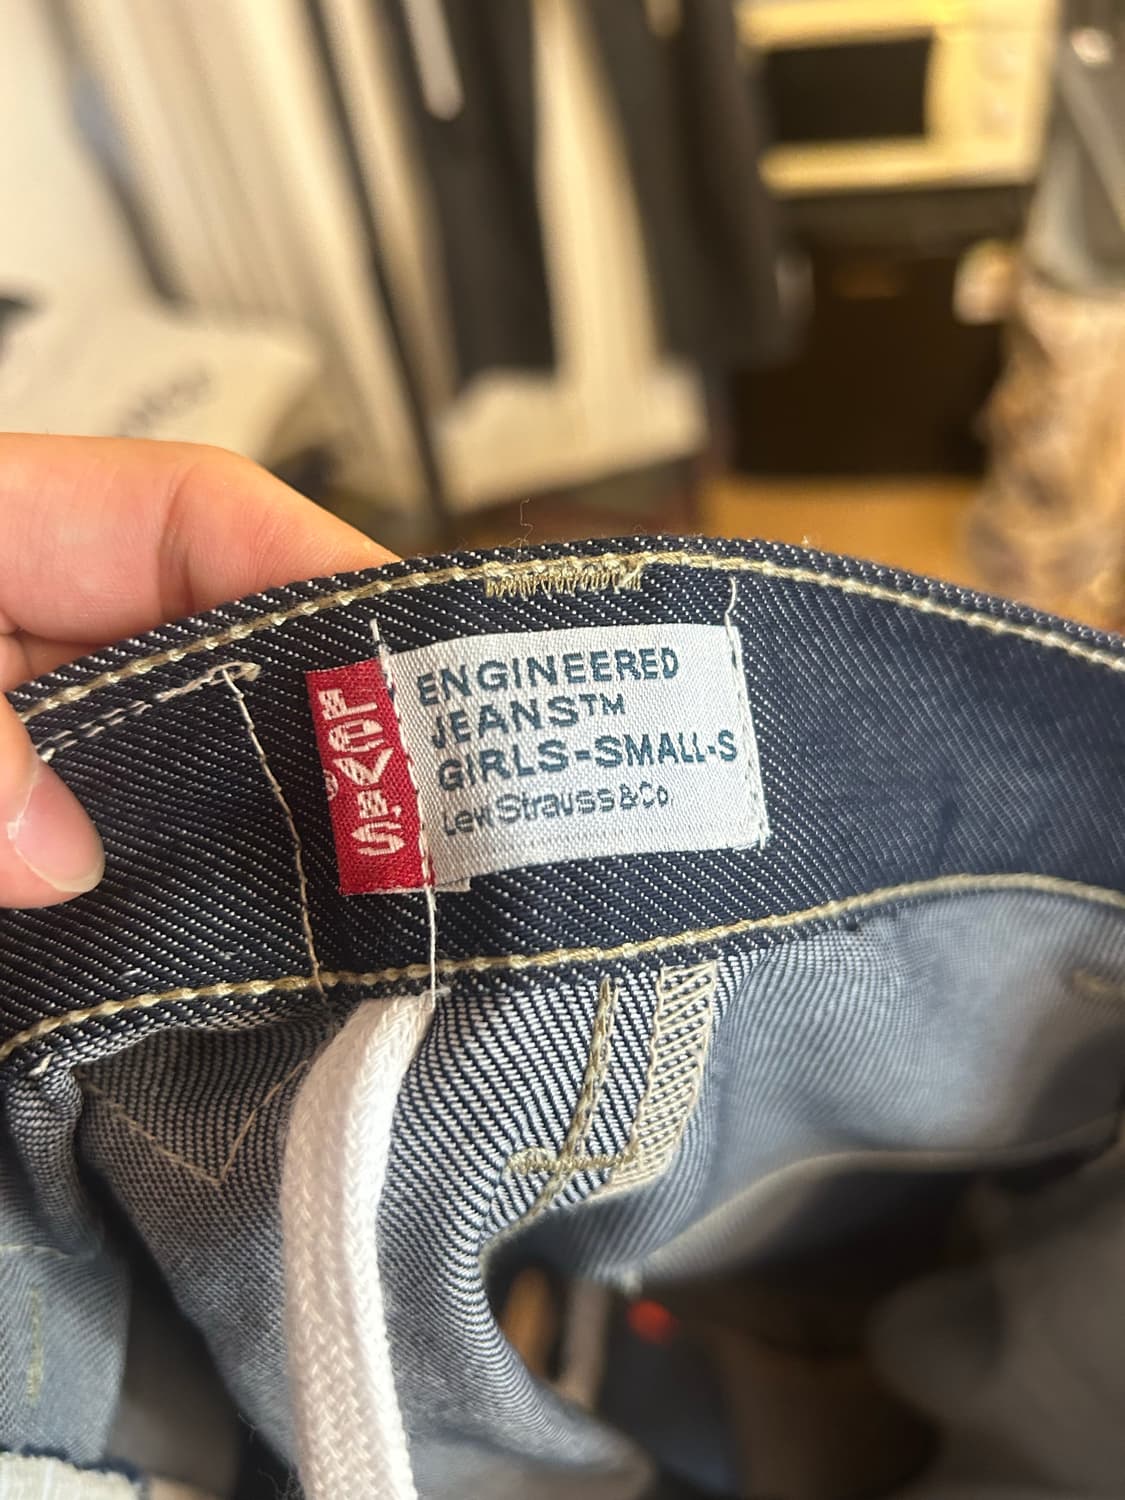 LEVI'S®
ENGINEERED
JEANS™
GIRLS-SMALL-S
Levi Strauss & Co.